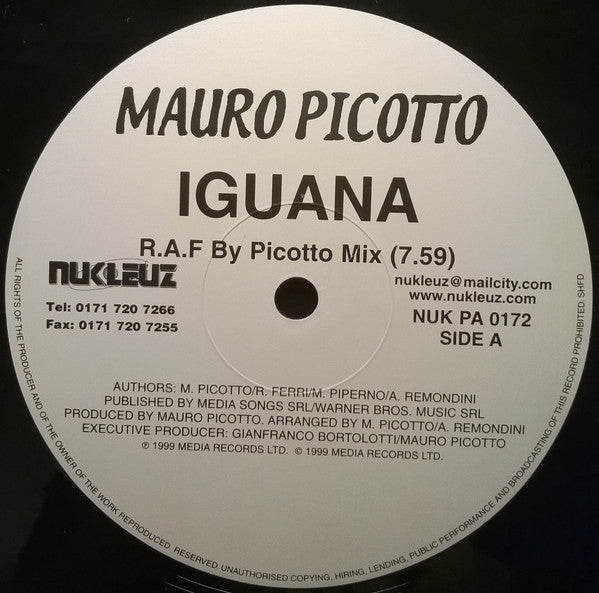 MAURO PICOTTO
IGUANA
R.A.F By Picotto Mix (7.59)
NUKLEUZ
Tel: 0171 720 7266
Fax: 0171 720 7255
nukleuz@mailcity.com
www.nukleuz.com
NUK PA 0172
SIDE A
AUTHORS: M. PICOTTO/R. FERRI/M. PIPERNO/A. REMONDINI
PUBLISHED BY MEDIA SONGS SRL/WARNER BROS. MUSIC SRL
PRODUCED BY MAURO PICOTTO. ARRANGED BY M. PICOTTO/A. REMONDINI
EXECUTIVE PRODUCER: GIANFRANCO BORTOLOTTI/MAURO PICOTTO
℗ 1999 MEDIA RECORDS LTD. © 1999 MEDIA RECORDS LTD.
ALL RIGHTS OF THE PRODUCER AND OF THE OWNER OF THE WORK REPRODUCED RESERVED. UNAUTHORISED COPYING, HIRING, LENDING, PUBLIC PERFORMANCE AND BROADCASTING OF THIS RECORD PROHIBITED. SHFD